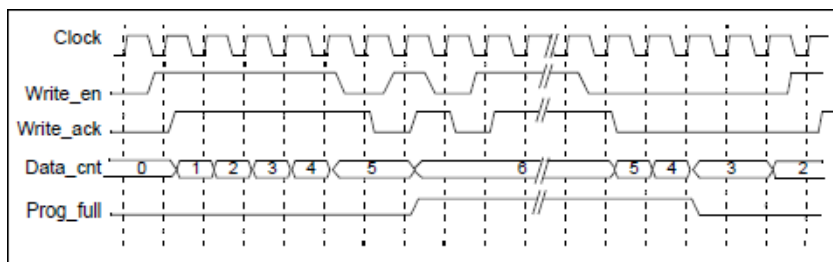 Clock
Write_en
Write_ack
Data_cnt 0 1 2 3 4 5 6 5 4 3 2
Prog_full